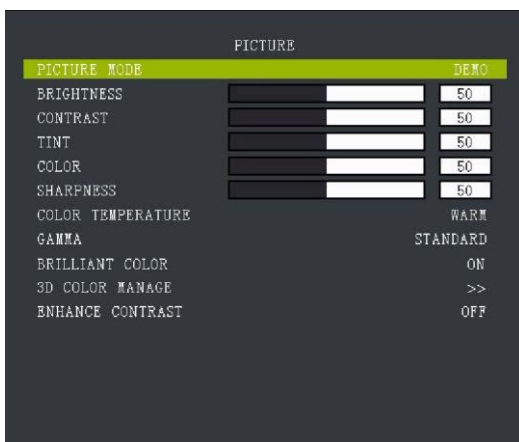 PICTURE
PICTURE MODE DEMO
BRIGHTNESS 50
CONTRAST 50
TINT 50
COLOR 50
SHARPNESS 50
COLOR TEMPERATURE WARM
GAMMA STANDARD
BRILLIANT COLOR ON
3D COLOR MANAGE >>
ENHANCE CONTRAST OFF